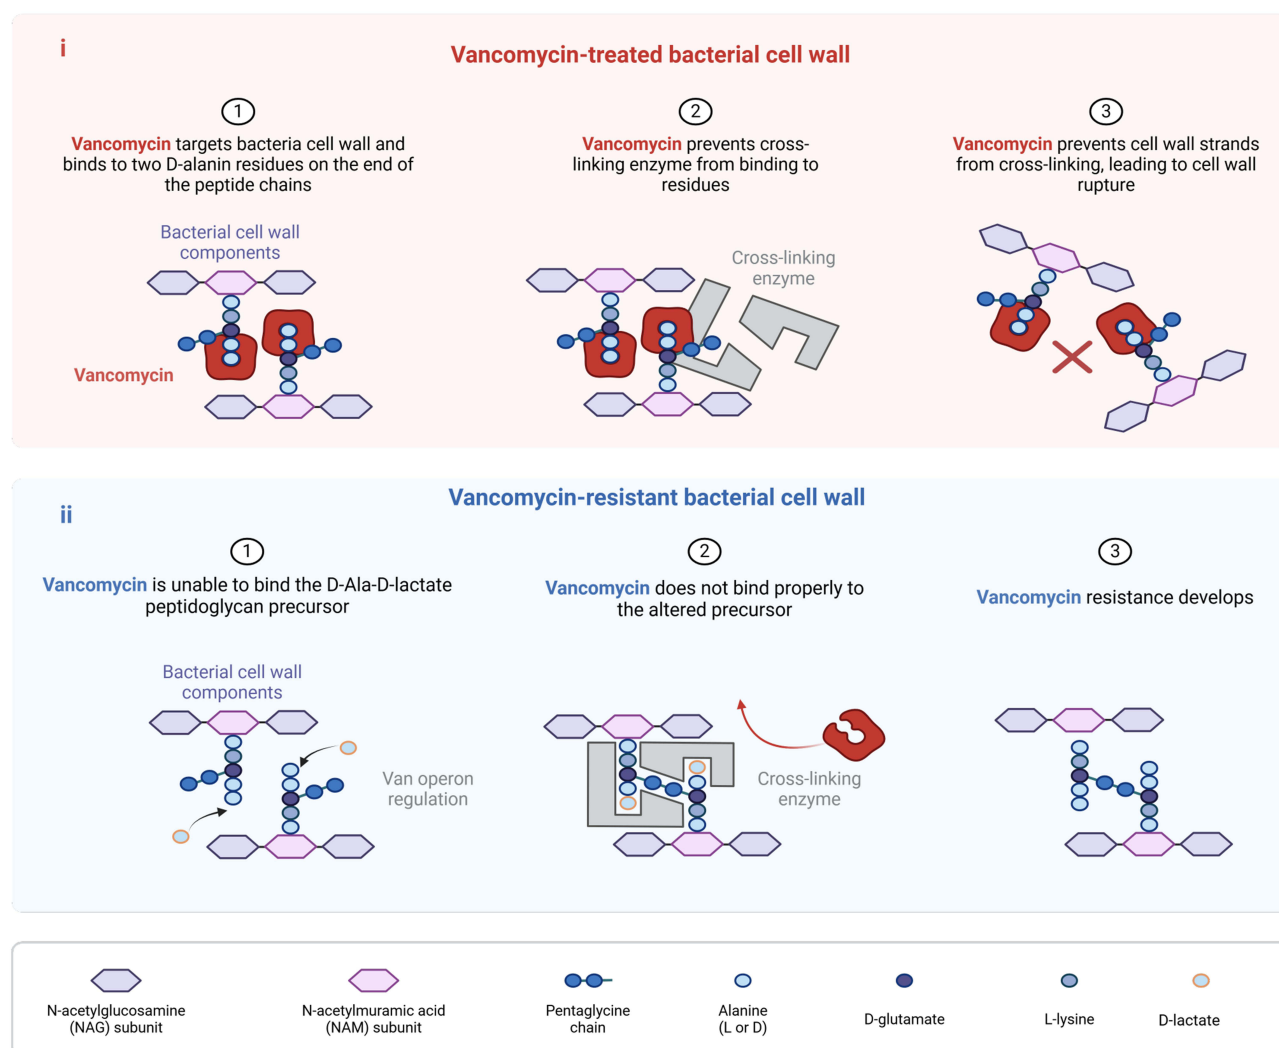 i
Vancomycin-treated bacterial cell wall
1
Vancomycin targets bacteria cell wall and
binds to two D-alanin residues on the end of
the peptide chains
2
Vancomycin prevents cross-
linking enzyme from binding to
residues
3
Vancomycin prevents cell wall strands
from cross-linking, leading to cell wall
rupture
Bacterial cell wall
components
Vancomycin
Cross-linking
enzyme
ii
Vancomycin-resistant bacterial cell wall
1
Vancomycin is unable to bind the D-Ala-D-lactate
peptidoglycan precursor
2
Vancomycin does not bind properly to
the altered precursor
3
Vancomycin resistance develops
Bacterial cell wall
components
Van operon
regulation
Cross-linking
enzyme
N-acetylglucosamine
(NAG) subunit
N-acetylmuramic acid
(NAM) subunit
Pentaglycine
chain
Alanine
(L or D)
D-glutamate
L-lysine
D-lactate